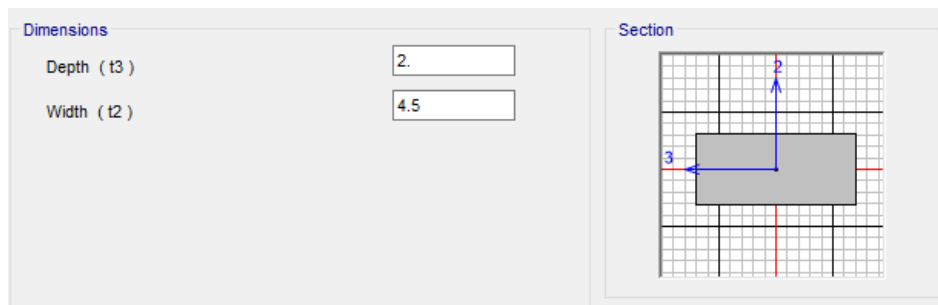 Dimensions
Depth ( t3 )
2.
Width ( t2 )
4.5
Section
2
3